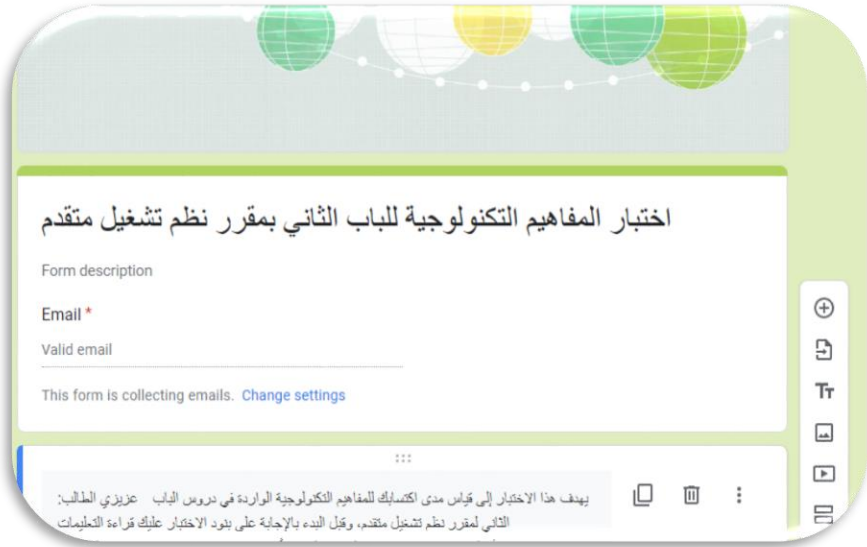 اختبار المفاهيم التكنولوجية للباب الثاني بمقرر نظم تشغيل متقدم
Form description
Email *
Valid email
This form is collecting emails. Change settings
يهدف هذا الاختبار إلى قياس مدى اكتسابك للمفاهيم التكنولوجية الواردة في دروس الباب عزيزي الطالب:
الثاني لمقرر نظم تشغيل متقدم، وقبل البدء بالإجابة على بنود الاختبار عليك قراءة التعليمات
Tт